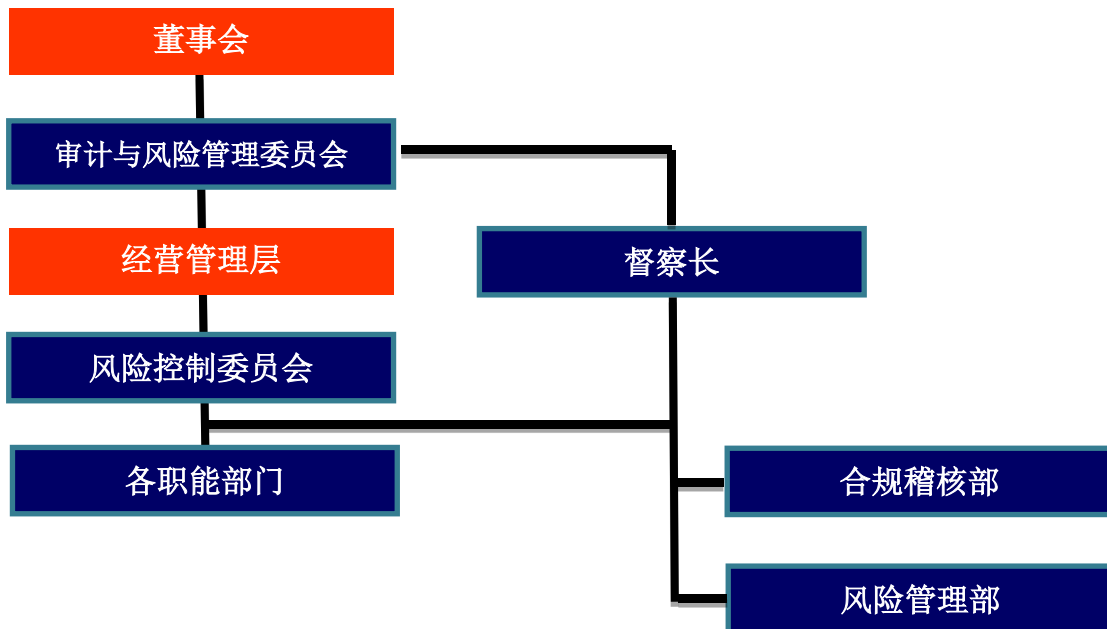 董事会
审计与风险管理委员会
经营管理层
督察长
风险控制委员会
各职能部门
合规稽核部
风险管理部